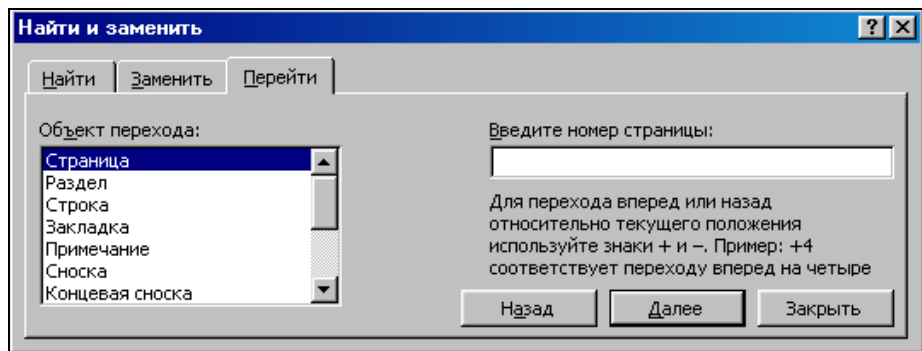 Найти и заменить
Найти Заменить Перейти
Объект перехода:
Страница
Раздел
Строка
Закладка
Примечание
Сноска
Концевая сноска
Введите номер страницы:
Для перехода вперед или назад
относительно текущего положения
используйте знаки + и –. Пример: +4
соответствует переходу вперед на четыре
Назад Далее Закрыть